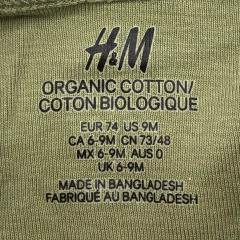 H&M
ORGANIC COTTON/
COTON BIOLOGIQUE
EUR 74 US 9M
CA 6-9M CN 73/48
MX 6-9M AUS 0
UK 6-9M
MADE IN BANGLADESH
FABRIQUÉ AU BANGLADESH